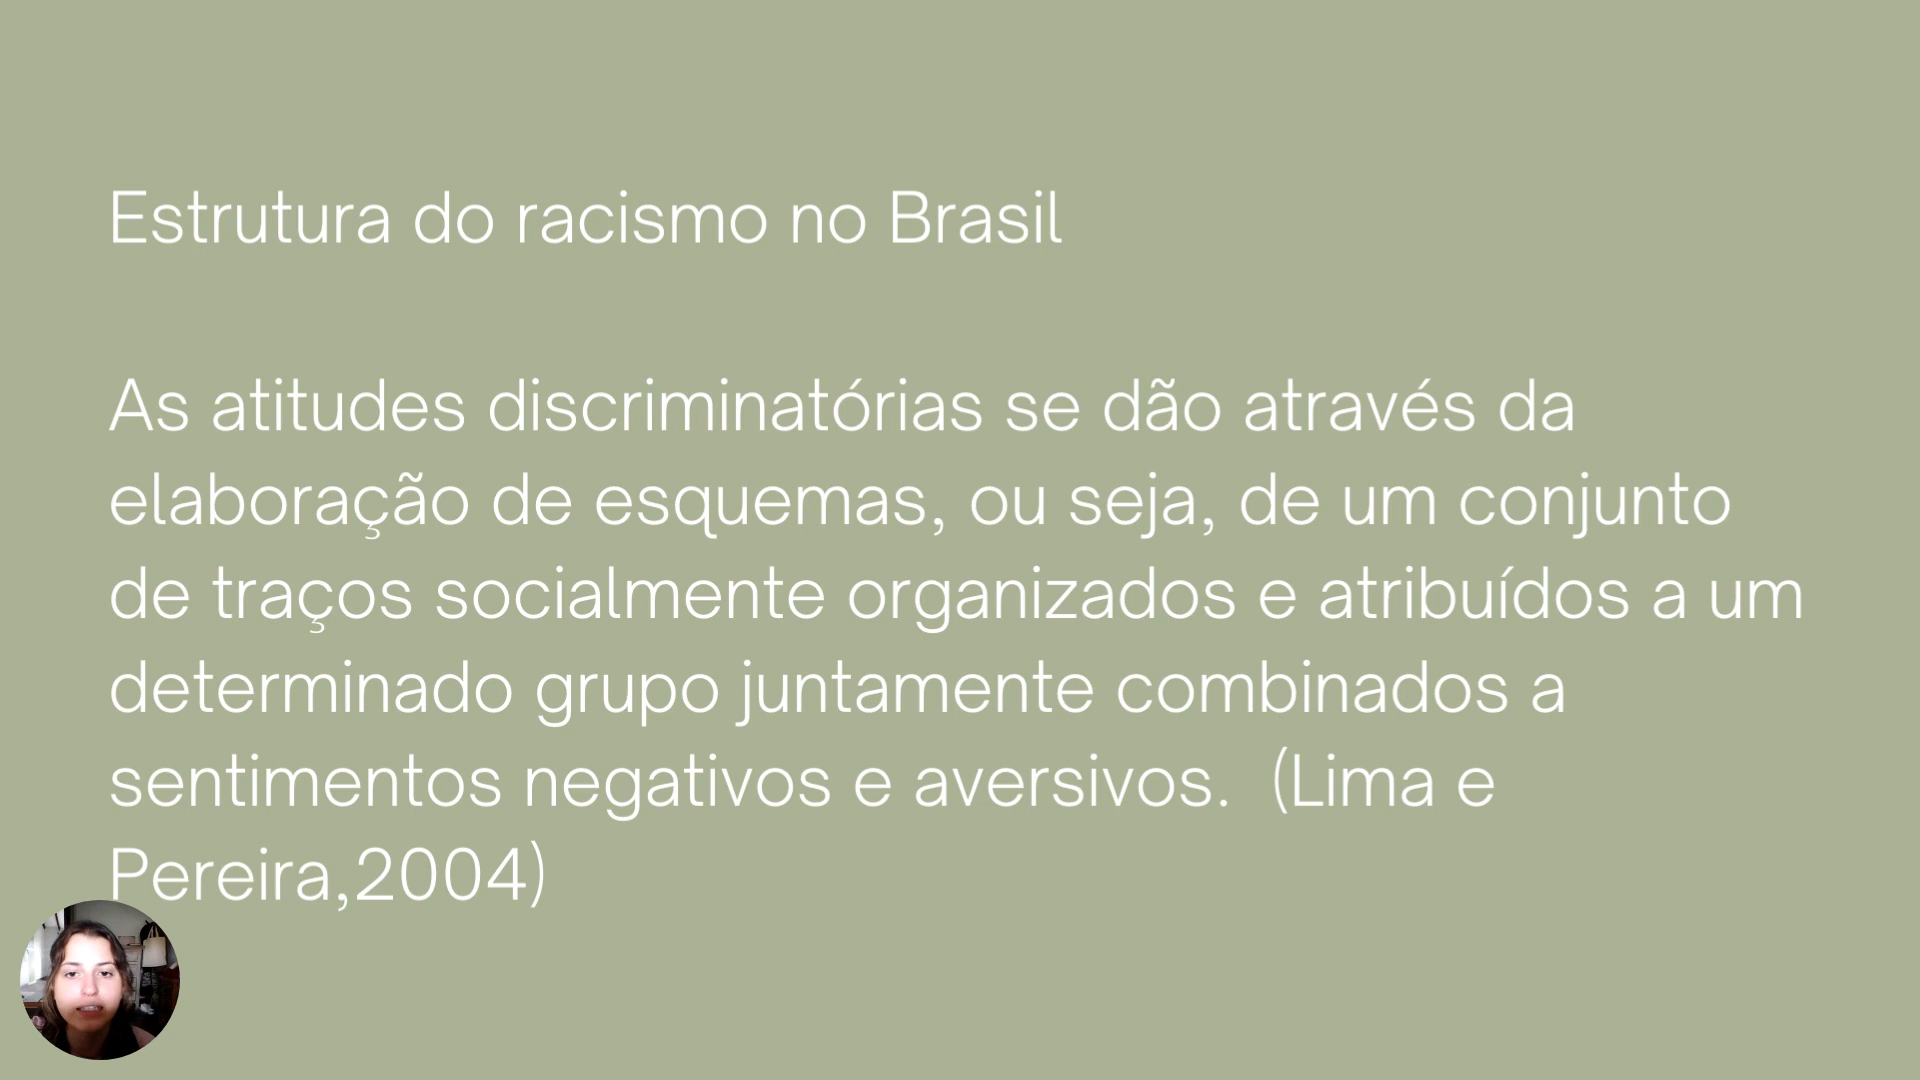 Estrutura do racismo no Brasil
As atitudes discriminatórias se dão através da
elaboração de esquemas, ou seja, de um conjunto
de traços socialmente organizados e atribuídos a um
determinado grupo juntamente combinados a
sentimentos negativos e aversivos.  (Lima e
Pereira,2004)